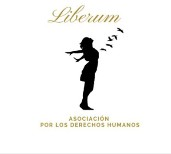 Liberum
ASOCIACIÓN
POR LOS DERECHOS HUMANOS